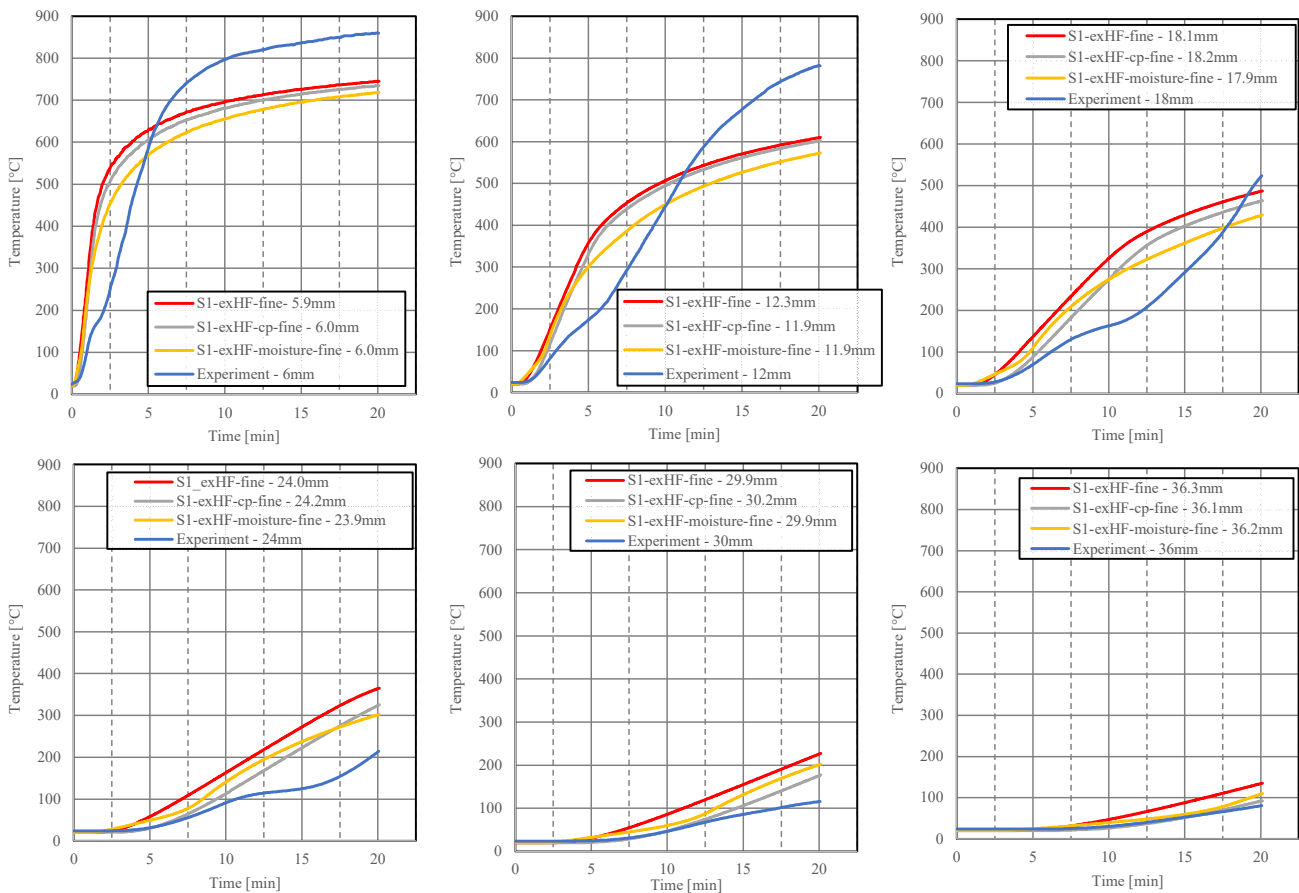 900
800
700
600
500
400
300
200
100
0
Temperature [°C]
S1-exHF-fine- 5.9mm
S1-exHF-cp-fine - 6.0mm
S1-exHF-moisture-fine - 6.0mm
Experiment - 6mm
0 5 10 15 20
Time [min]
900
800
700
600
500
400
300
200
100
0
Temperature [°C]
S1-exHF-fine - 12.3mm
S1-exHF-cp-fine - 11.9mm
S1-exHF-moisture-fine - 11.9mm
Experiment - 12mm
0 5 10 15 20
Time [min]
900
800
700
600
500
400
300
200
100
0
Temperature [°C]
S1-exHF-fine - 18.1mm
S1-exHF-cp-fine - 18.2mm
S1-exHF-moisture-fine - 17.9mm
Experiment - 18mm
0 5 10 15 20
Time [min]
900
800
700
600
500
400
300
200
100
0
Temperature [°C]
S1_exHF-fine - 24.0mm
S1-exHF-cp-fine - 24.2mm
S1-exHF-moisture-fine - 23.9mm
Experiment - 24mm
0 5 10 15 20
Time [min]
900
800
700
600
500
400
300
200
100
0
Temperature [°C]
S1-exHF-fine - 29.9mm
S1-exHF-cp-fine - 30.2mm
S1-exHF-moisture-fine - 29.9mm
Experiment - 30mm
0 5 10 15 20
Time [min]
900
800
700
600
500
400
300
200
100
0
Temperature [°C]
S1-exHF-fine - 36.3mm
S1-exHF-cp-fine - 36.1mm
S1-exHF-moisture-fine - 36.2mm
Experiment - 36mm
0 5 10 15 20
Time [min]